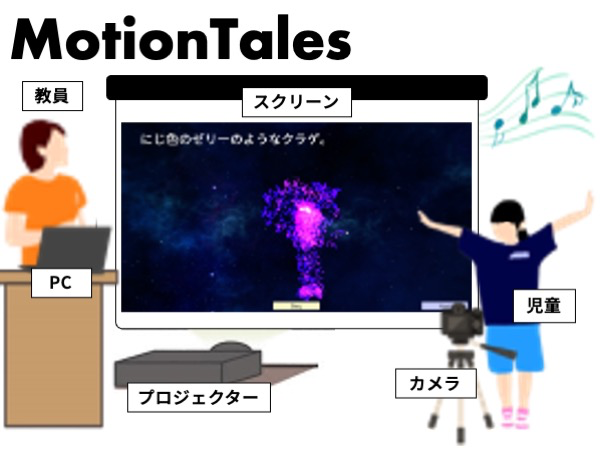 MotionTales
教員
スクリーン
にじ色のゼリーのようなクラゲ。
PC
児童
カメラ
プロジェクター